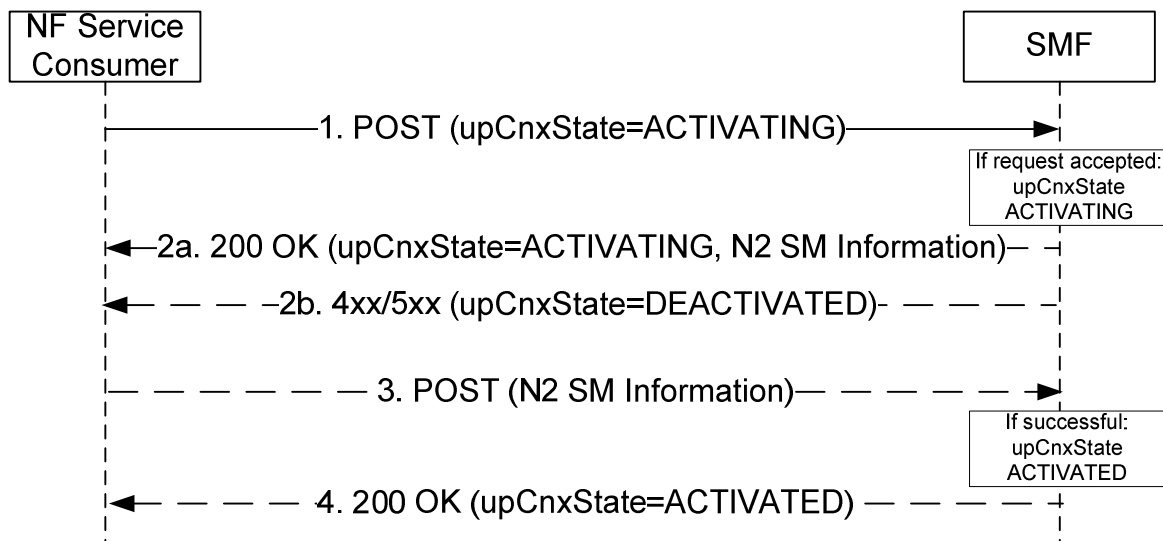 NF Service
Consumer
SMF
1. POST (upCnxState=ACTIVATING)
If request accepted:
upCnxState
ACTIVATING
2a. 200 OK (upCnxState=ACTIVATING, N2 SM Information)
2b. 4xx/5xx (upCnxState=DEACTIVATED)
3. POST (N2 SM Information)
If successful:
upCnxState
ACTIVATED
4. 200 OK (upCnxState=ACTIVATED)